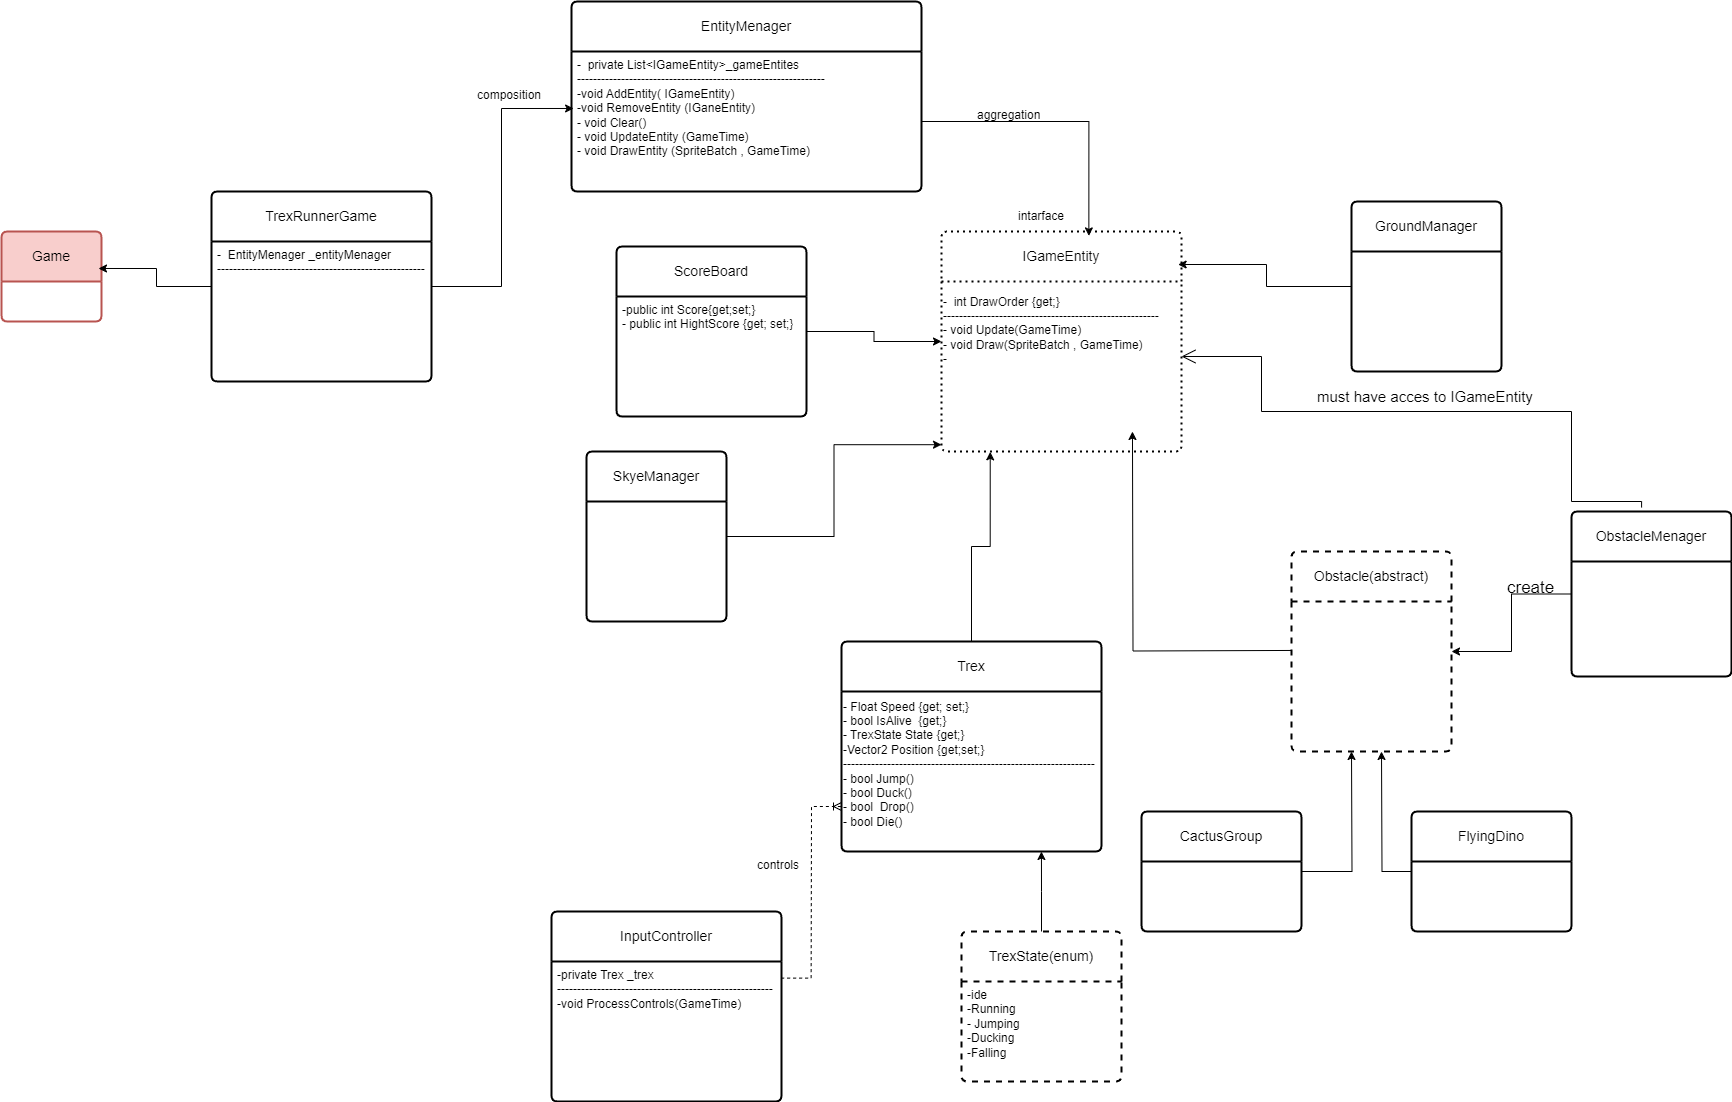 EntityMenager
-  private List<IGameEntity>_gameEntites
--------------------------------------------------------------
-void AddEntity( IGameEntity)
-void RemoveEntity (IGaneEntity)
- void Clear()
- void UpdateEntity (GameTime)
- void DrawEntity (SpriteBatch , GameTime)
composition
aggregation
TrexRunnerGame
-  EntityMenager _entityMenager
----------------------------------------------------
Game
ScoreBoard
-public int Score{get;set;}
- public int HightScore {get; set;}
intarface
IGameEntity
-  int DrawOrder {get;}
------------------------------------------------------
- void Update(GameTime)
- void Draw(SpriteBatch , GameTime)
-
GroundManager
must have acces to IGameEntity
SkyeManager
ObstacleMenager
create
Obstacle(abstract)
Trex
- Float Speed {get; set;}
- bool IsAlive  {get;}
- TrexState State {get;}
-Vector2 Position {get;set;}
---------------------------------------------------------------
- bool Jump()
- bool Duck()
- bool  Drop()
- bool Die()
controls
CactusGroup
FlyingDino
InputController
-private Trex _trex
------------------------------------------------------
-void ProcessControls(GameTime)
TrexState(enum)
-ide
-Running
- Jumping
-Ducking
-Falling